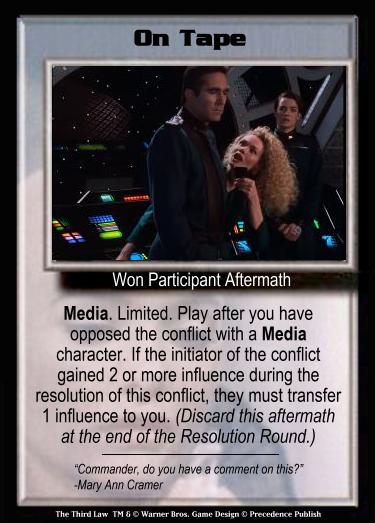 On Tape
Won Participant Aftermath
Media. Limited. Play after you have
opposed the conflict with a Media
character. If the initiator of the conflict
gained 2 or more influence during the
resolution of this conflict, they must transfer
1 influence to you. (Discard this aftermath
at the end of the Resolution Round.)
“Commander, do you have a comment on this?”
-Mary Ann Cramer
The Third Law TM & © Warner Bros. Game Design © Precedence Publish